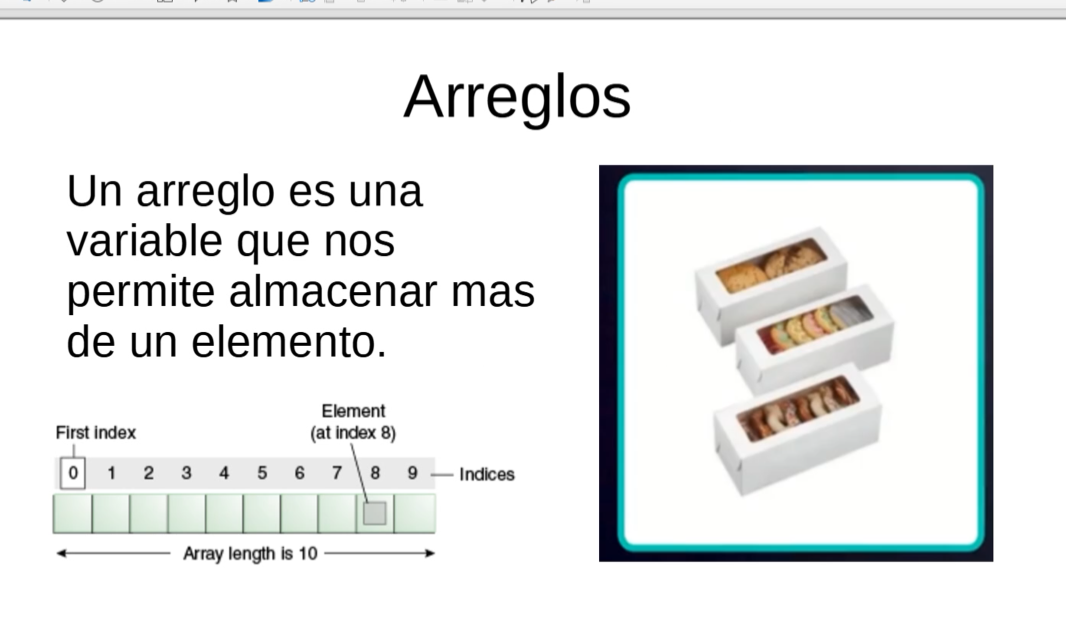 Arreglos
Un arreglo es una
variable que nos
permite almacenar mas
de un elemento.
Element
First index
(at index 8)
0 1 2 3 4 5 6 7 8 9 Indices
Array length is 10